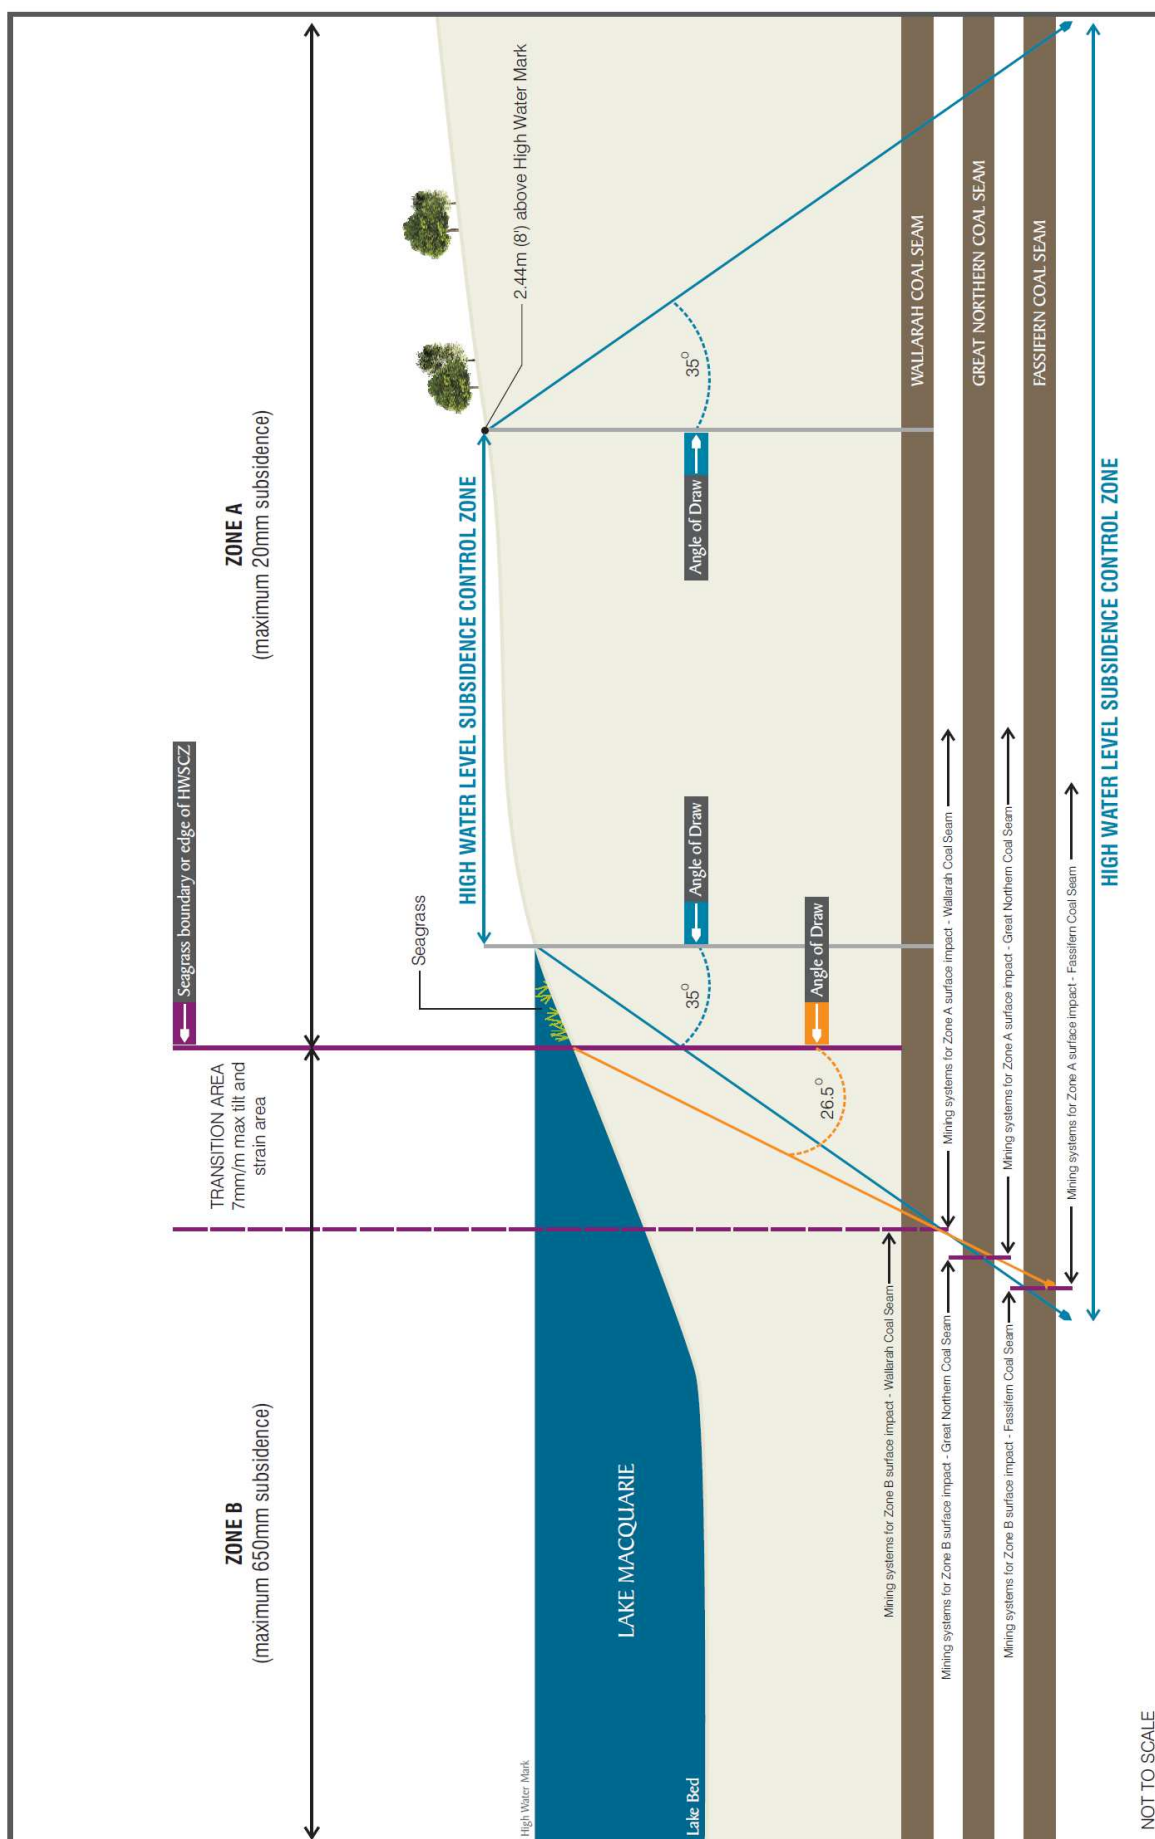 Seagrass boundary or edge of HWSCZ
ZONE B
(maximum 650mm subsidence)
TRANSITION AREA
7mm/m max tilt and
strain area
ZONE A
(maximum 20mm subsidence)
Seagrass
HIGH WATER LEVEL SUBSIDENCE CONTROL ZONE
2.44m (8') above High Water Mark
High Water Mark
LAKE MACQUARIE
Lake Bed
35°
Angle of Draw
Angle of Draw
35°
26.5°
Angle of Draw
Mining systems for Zone B surface impact - Wallarah Coal Seam
WALLARAH COAL SEAM
Mining systems for Zone B surface impact - Great Northern Coal Seam
Mining systems for Zone A surface impact - Wallarah Coal Seam
GREAT NORTHERN COAL SEAM
Mining systems for Zone B surface impact - Fassifern Coal Seam
Mining systems for Zone A surface impact - Great Northern Coal Seam
FASSIFERN COAL SEAM
Mining systems for Zone A surface impact - Fassifern Coal Seam
HIGH WATER LEVEL SUBSIDENCE CONTROL ZONE
NOT TO SCALE